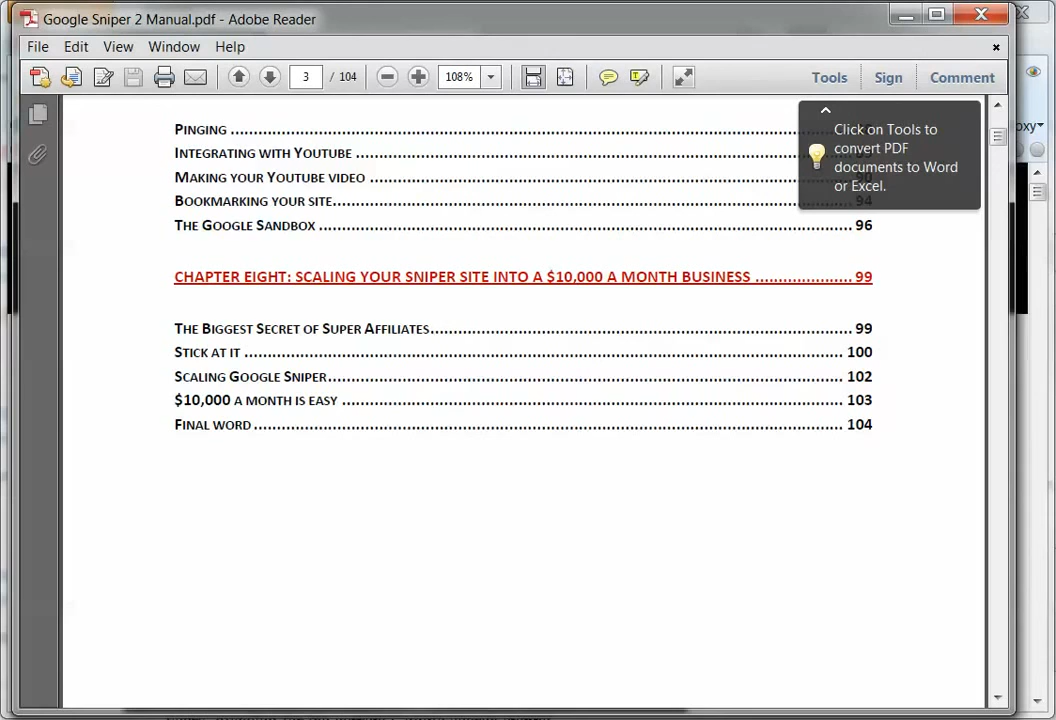 Google Sniper 2 Manual.pdf - Adobe Reader
File Edit View Window Help
3 / 104 108% Tools Sign Comment
oxy
Click on Tools to
convert PDF
documents to Word
or Excel.
PINGING
INTEGRATING WITH YOUTUBE
MAKING YOUR YOUTUBE VIDEO 90
BOOKMARKING YOUR SITE 94
THE GOOGLE SANDBOX 96
CHAPTER EIGHT: SCALING YOUR SNIPER SITE INTO A $10,000 A MONTH BUSINESS 99
THE BIGGEST SECRET OF SUPER AFFILIATES 99
STICK AT IT 100
SCALING GOOGLE SNIPER 102
$10,000 A MONTH IS EASY 103
FINAL WORD 104